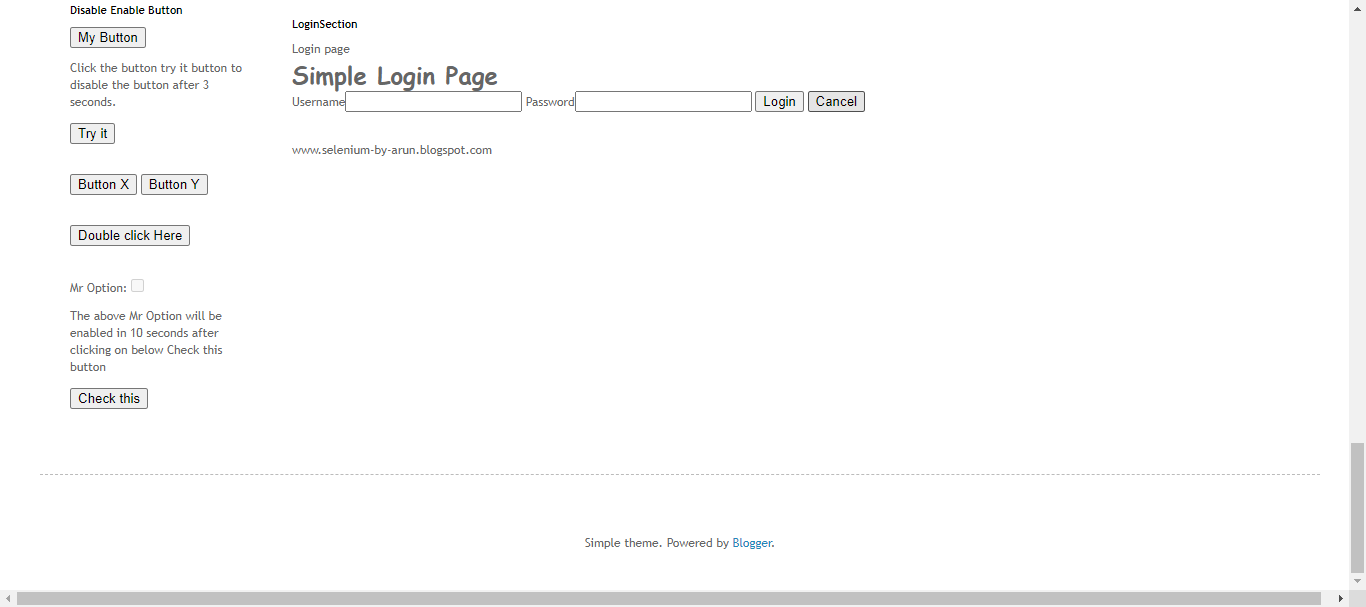 Disable Enable Button
My Button
Click the button try it button to
disable the button after 3
seconds.
Try it
Button X Button Y
Double click Here
Mr Option:
The above Mr Option will be
enabled in 10 seconds after
clicking on below Check this
button
Check this
LoginSection
Login page
Simple Login Page
Username Password Login Cancel
www.selenium-by-arun.blogspot.com
Simple theme. Powered by Blogger.